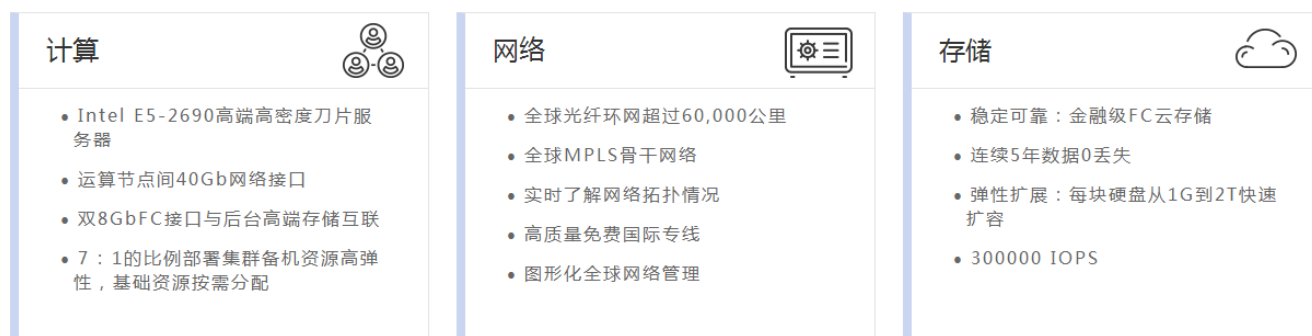 计算
• Intel E5-2690高端高密度刀片服
务器
• 运算节点间40Gb网络接口
• 双8GbFC接口与后台高端存储互联
• 7：1的比例部署集群备机资源高弹
性，基础资源按需分配
网络
• 全球光纤环网超过60,000公里
• 全球MPLS骨干网络
• 实时了解网络拓扑情况
• 高质量免费国际专线
• 图形化全球网络管理
存储
• 稳定可靠：金融级FC云存储
• 连续5年数据0丢失
• 弹性扩展：每块硬盘从1G到2T快速
扩容
• 300000 IOPS